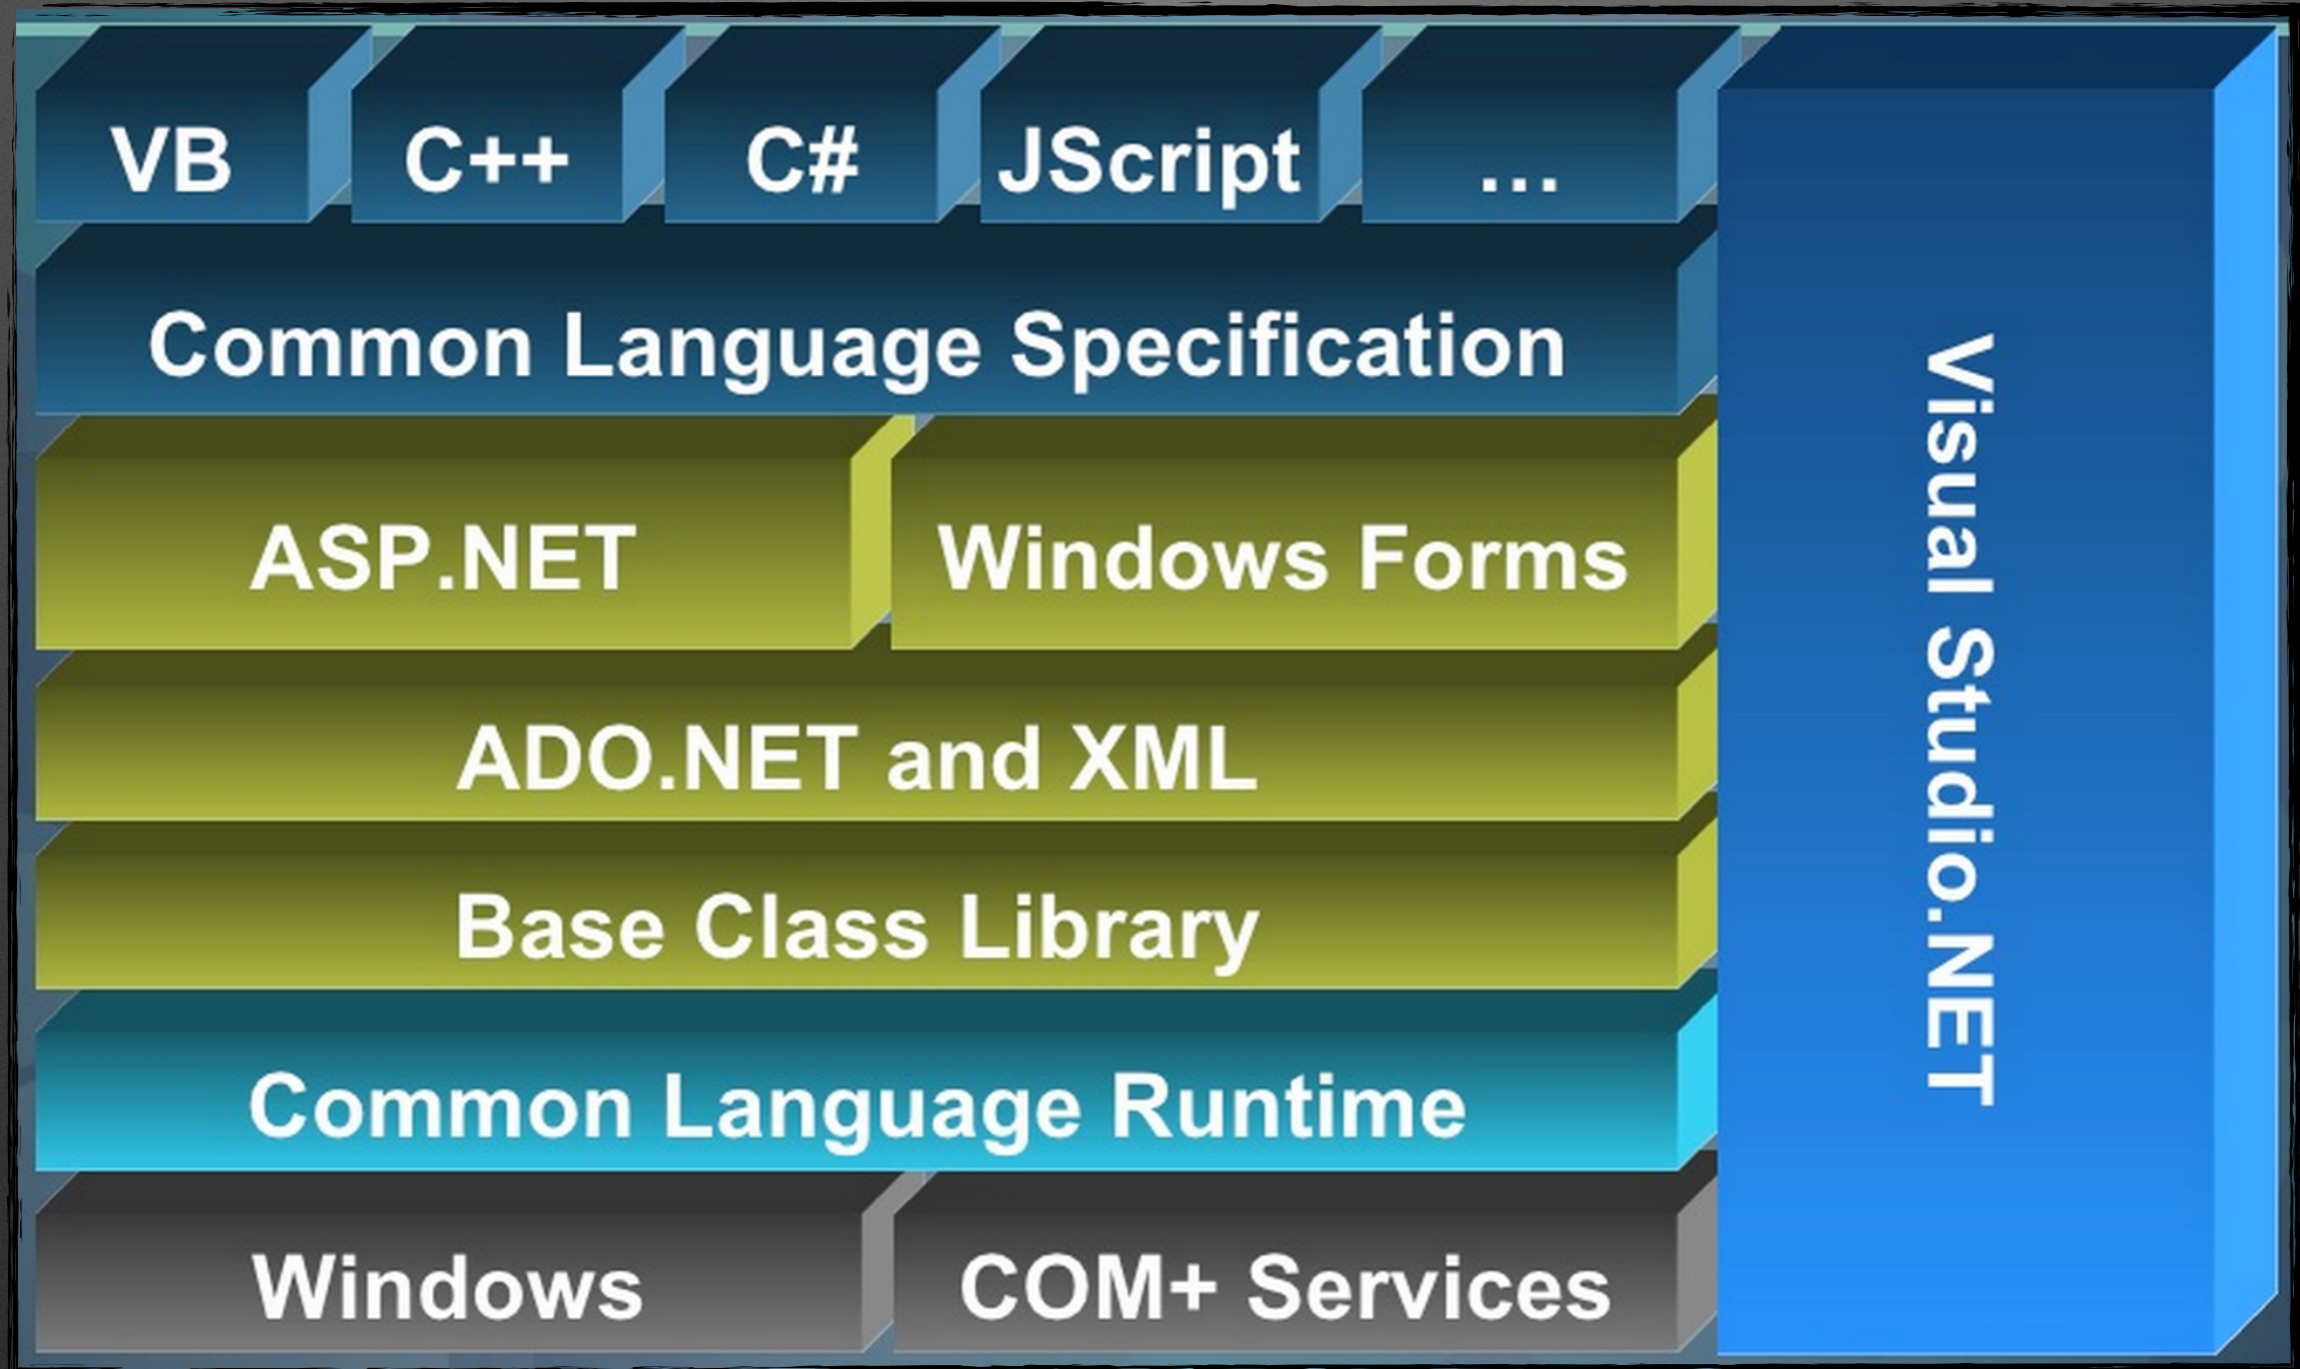 VB
C++
C#
JScript
...
Common Language Specification
ASP.NET
Windows Forms
ADO.NET and XML
Base Class Library
Common Language Runtime
Windows
COM+ Services
Visual Studio.NET